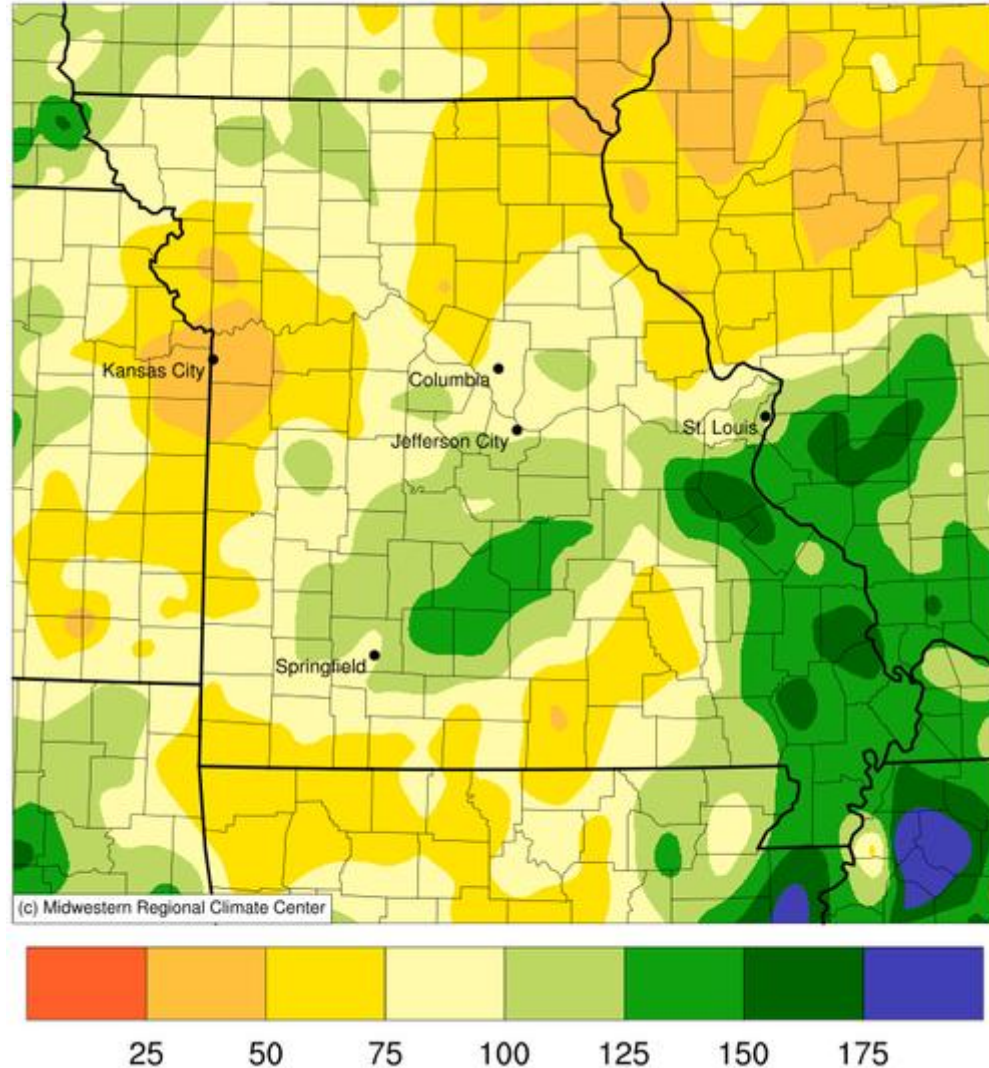 Kansas City
Columbia
Jefferson City
St. Louis
Springfield
(c) Midwestern Regional Climate Center
25 50 75 100 125 150 175